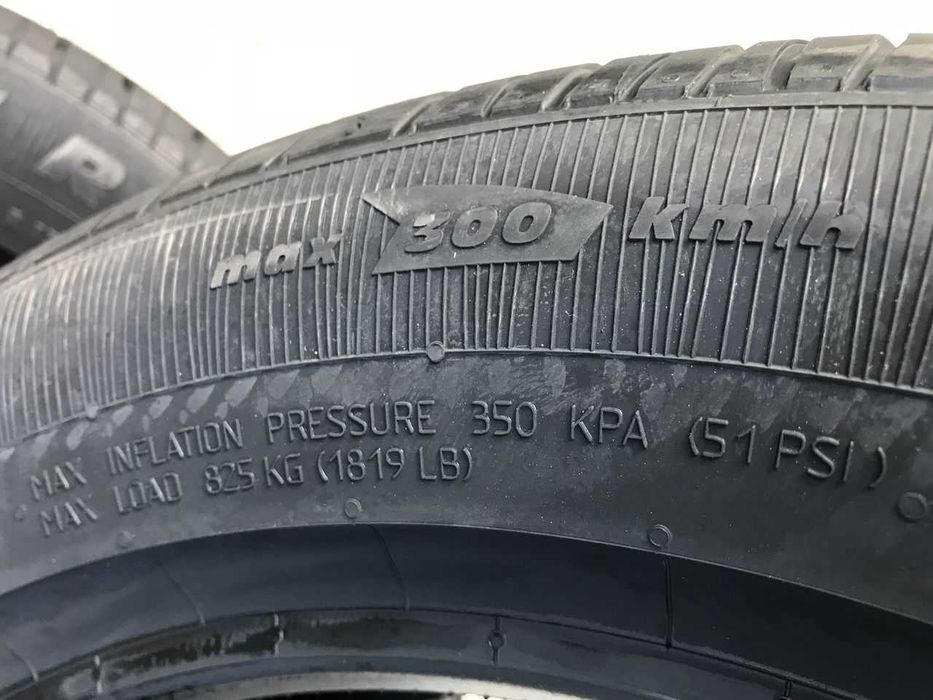 R
max 300 km/h
MAX INFLATION PRESSURE 350 KPA (51 PSI)
MAX LOAD 825 KG (1819 LB)